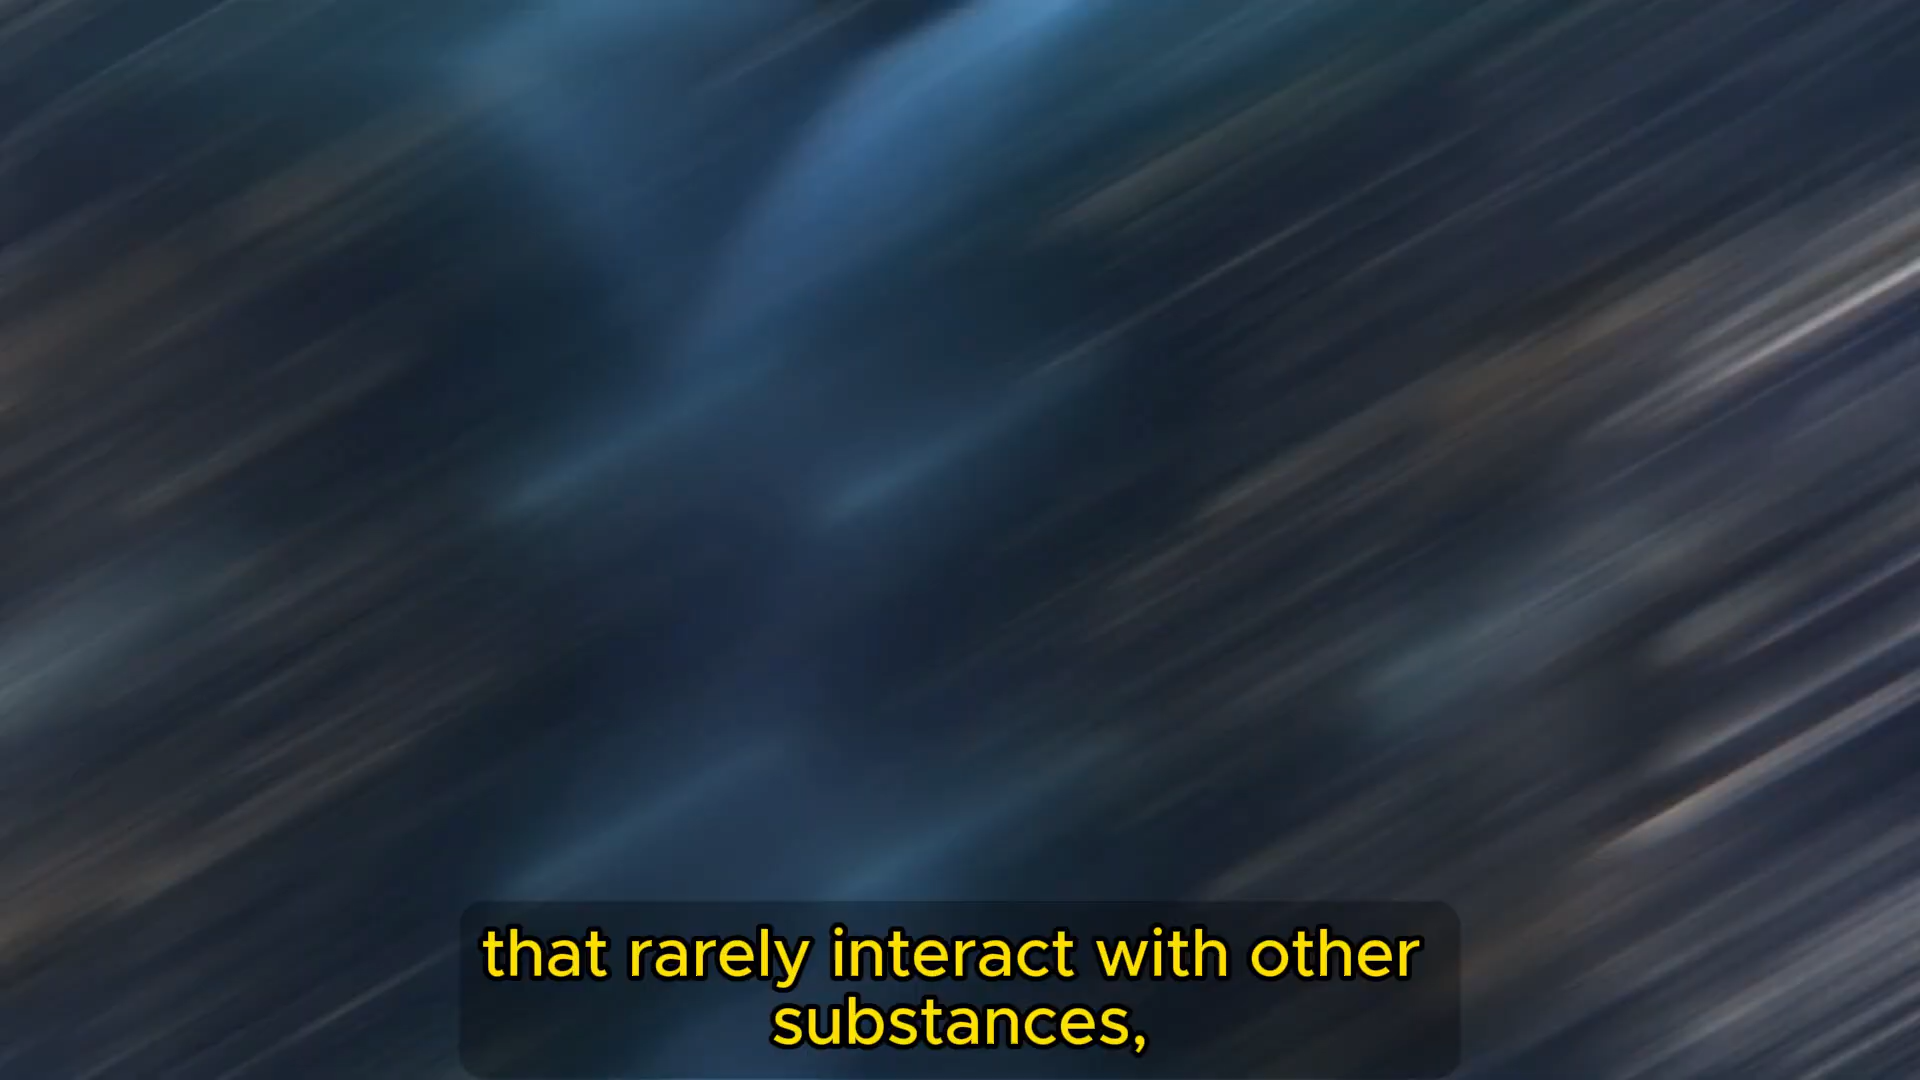 that rarely interact with other
substances,